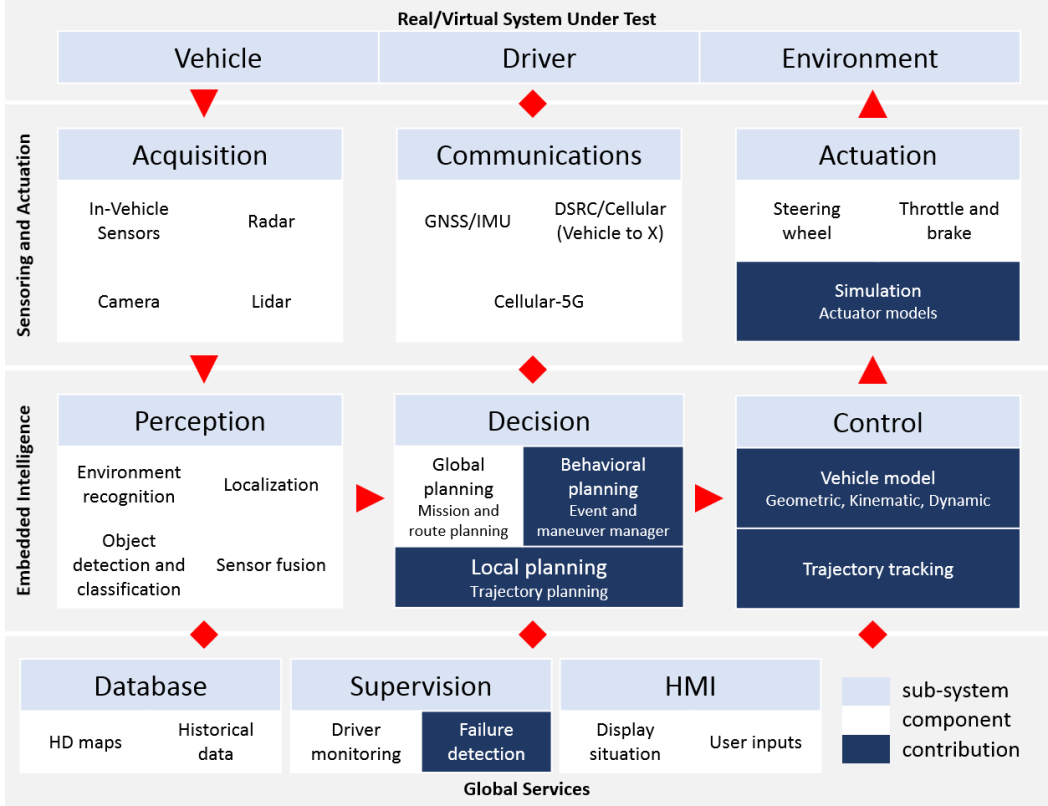 Real/Virtual System Under Test
Vehicle
Driver
Environment
Sensoring and Actuation
Acquisition
In-Vehicle
Sensors
Radar
Camera
Lidar
Communications
GNSS/IMU
DSRC/Cellular
(Vehicle to X)
Cellular-5G
Actuation
Steering
wheel
Throttle and
brake
Simulation
Actuator models
Embedded Intelligence
Perception
Environment
recognition
Localization
Object
detection and
classification
Sensor fusion
Decision
Global
planning
Mission and
route planning
Behavioral
planning
Event and
maneuver manager
Local planning
Trajectory planning
Control
Vehicle model
Geometric, Kinematic, Dynamic
Trajectory tracking
Database
HD maps
Historical
data
Supervision
Driver
monitoring
Failure
detection
HMI
Display
situation
User inputs
sub-system
component
contribution
Global Services